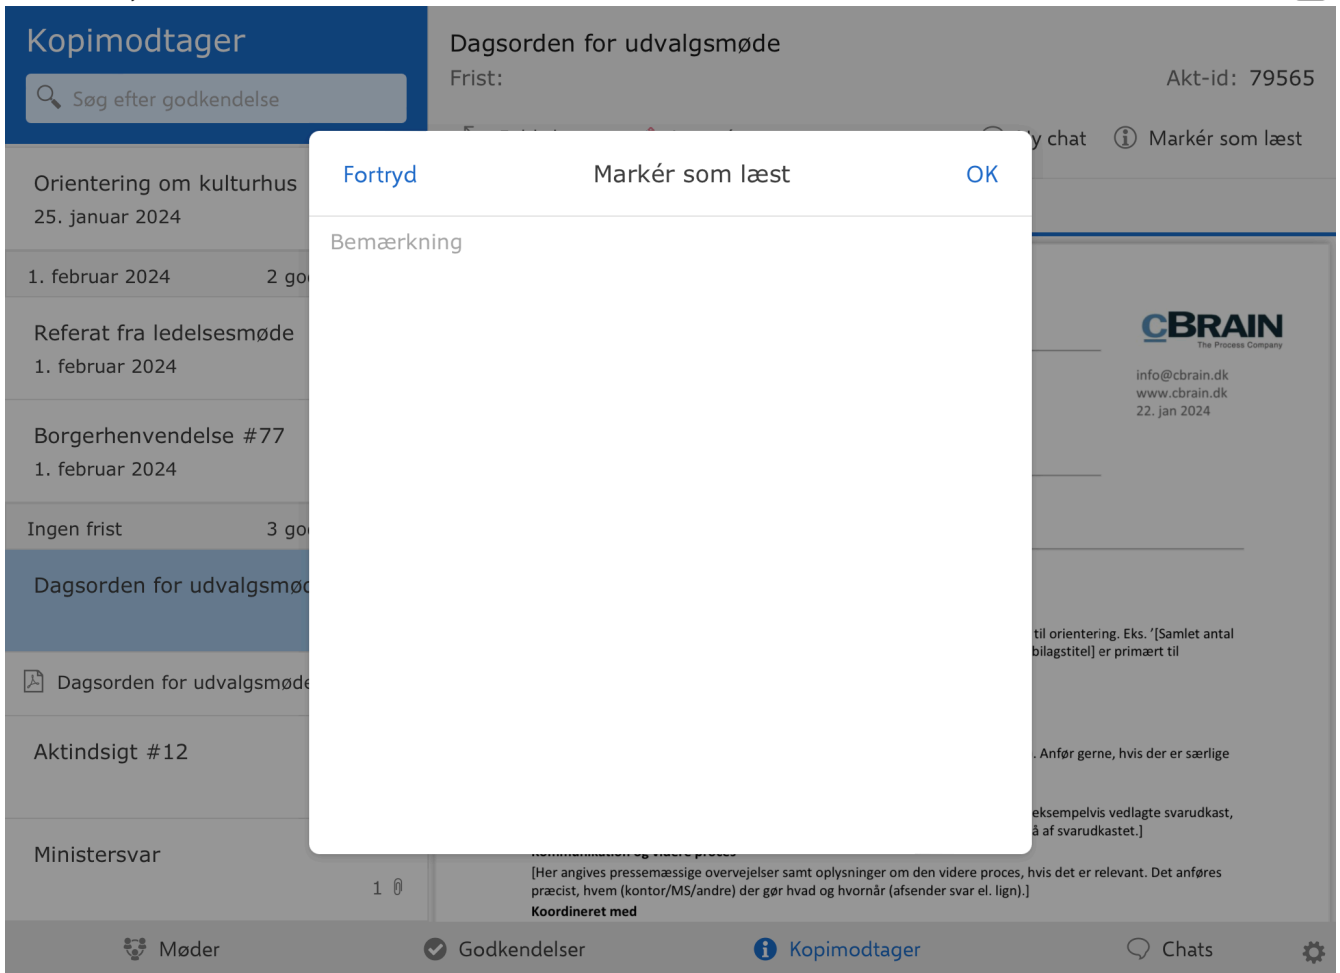 Kopimodtager
Søg efter godkendelse
Orientering om kulturhus
25. januar 2024
1. februar 2024
2
Referat fra ledelsesmøde
1. februar 2024
Borgerhenvendelse #77
1. februar 2024
Ingen frist
3
Dagsorden for
Dagsorden for udvalgsmøde
Aktindsigt #12
Ministersvar
1
Dagsorden for udvalgsmøde
Frist:
Akt-id: 79565
chat
Markér som læst
Fortryd
Markér som læst
OK
Bemærkning
CBRAIN
The Process Company
info@cbrain.dk
www.cbrain.dk
22. jan 2024
til orientering. Eks. '[Samlet antal
bilagstitel] er primært til
. Anfør gerne, hvis der er særlige
eksempelvis vedlagte svarudkast,
af svarudkastet.]
Kommunikation og videre proces
[Her angives pressemæssige overvejelser samt oplysninger om den videre proces, hvis det er relevant. Det anføres
præcist, hvem (kontor/MS/andre) der gør hvad og hvornår (afsender svar el. lign).]
Koordineret med
Møder
Godkendelser
Kopimodtager
Chats